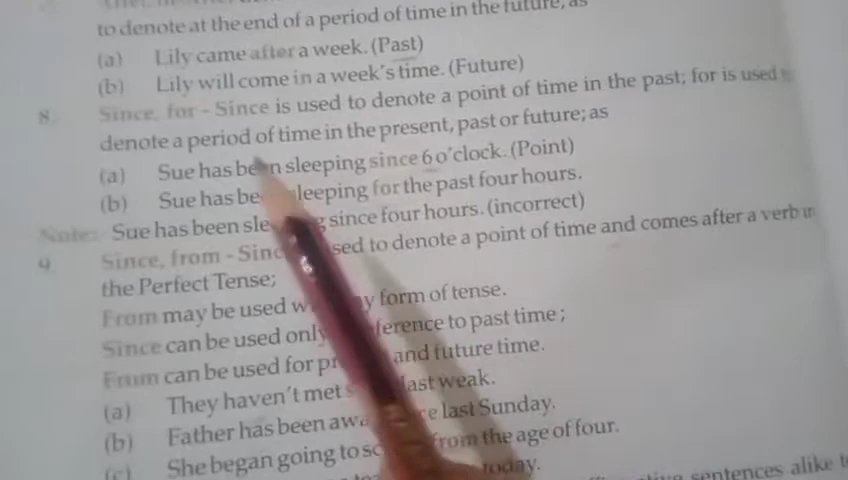 to denote at the end of a period of time in the future, as
(a) Lily came after a week. (Past)
(b) Lily will come in a week's time. (Future)
8. Since, for - Since is used to denote a point of time in the past; for is used
denote a period of time in the present, past or future; as
(a) Sue has been sleeping since 6 o'clock. (Point)
(b) Sue has leeping for the past four hours.
Note: Sue has been sle g since four hours. (incorrect)
9 Since, from - Sinc sed to denote a point of time and comes after a verb in
the Perfect Tense;
From may be used w y form of tense.
Since can be used only ference to past time;
From can be used for pr and future time.
(a) They haven't met s last weak.
(b) Father has been awa e last Sunday.
(c) She began going to sc from the age of four.
today.
sentences alike